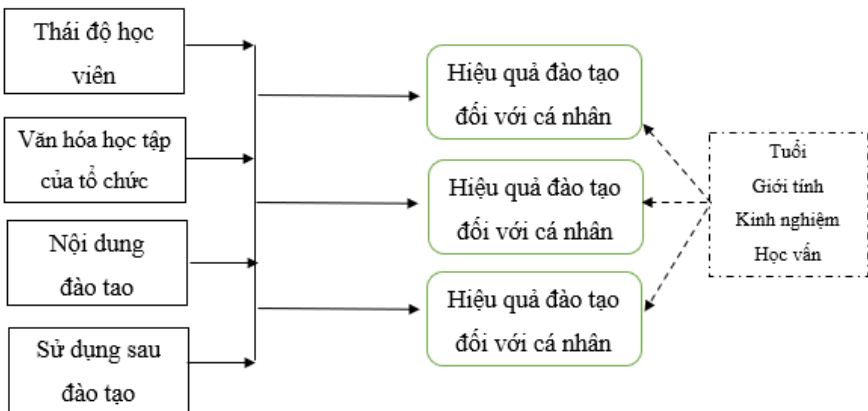 Thái độ học
viên
Văn hóa học tập
của tổ chức
Nội dung
đào tao
Sử dụng sau
đào tạo
Hiệu quả đào tạo
đối với cá nhân
Hiệu quả đào tạo
đối với cá nhân
Hiệu quả đào tạo
đối với cá nhân
Tuổi
Giới tính
Kinh nghiệm
Học vấn